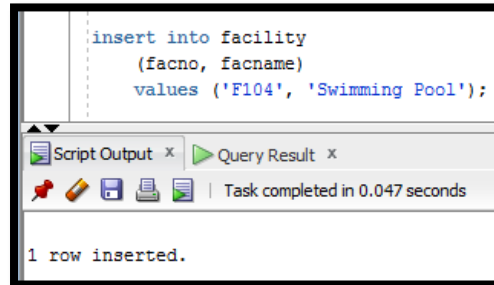 insert into facility
(facno, facname)
values ('F104', 'Swimming Pool');
Script Output x Query Result x
Task completed in 0.047 seconds
1 row inserted.